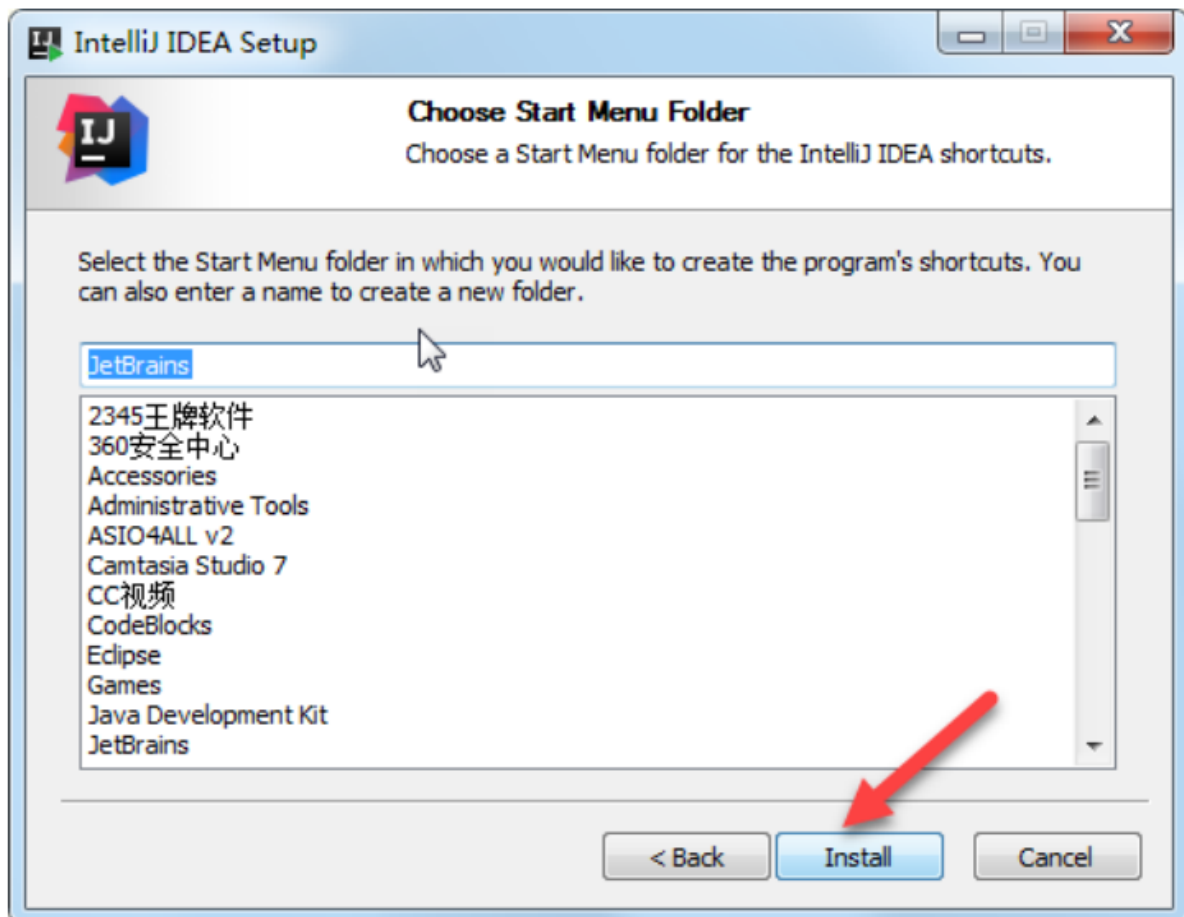 IntelliJ IDEA Setup
IJ
Choose Start Menu Folder
Choose a Start Menu folder for the IntelliJ IDEA shortcuts.
Select the Start Menu folder in which you would like to create the program's shortcuts. You
can also enter a name to create a new folder.
JetBrains
2345王牌软件
360安全中心
Accessories
Administrative Tools
ASIO4ALL v2
Camtasia Studio 7
CC视频
CodeBlocks
Eclipse
Games
Java Development Kit
JetBrains
< Back
Install
Cancel